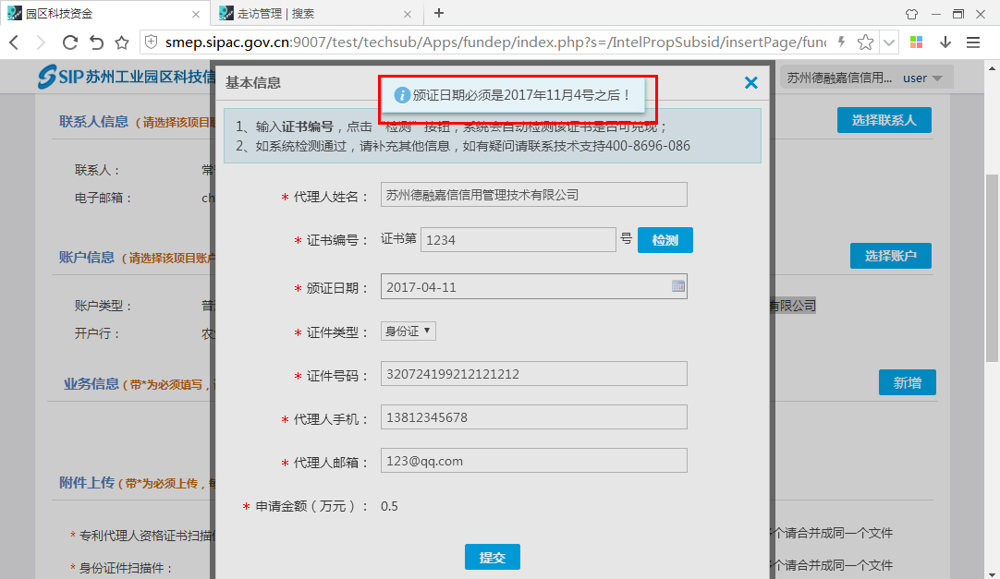 园区科技资金
走访管理 | 搜索
smep.sipac.gov.cn:9007/test/techsub/Apps/fundep/index.php?s=/IntelPropSubsid/insertPage/fund
SIP 苏州工业园区科技信
苏州德融嘉信信用... user
基本信息
颁证日期必须是2017年11月4号之后！
1、输入证书编号，点击“检测”按钮，系统会自动检测该证书是否可兑现；
2、如系统检测通过，请补充其他信息，如有疑问请联系技术支持400-8696-086
联系人信息（请选择该项目联
选择联系人
联系人： 常
电子邮箱： ch
* 代理人姓名： 苏州德融嘉信信用管理技术有限公司
* 证书编号： 证书第 1234 号 检测
账户信息（请选择该项目账户
选择账户
* 颁证日期： 2017-04-11
账户类型： 普
有限公司
开户行： 农
* 证件类型： 身份证
* 证件号码： 320724199212121212
业务信息（带*为必须填写，
新增
* 代理人手机： 13812345678
* 代理人邮箱： 123@qq.com
附件上传（带*为必须上传，每
* 申请金额（万元）： 0.5
* 专利代理人资格证书扫描件
个请合并成同一个文件
提交
* 身份证件扫描件：
个请合并成同一个文件